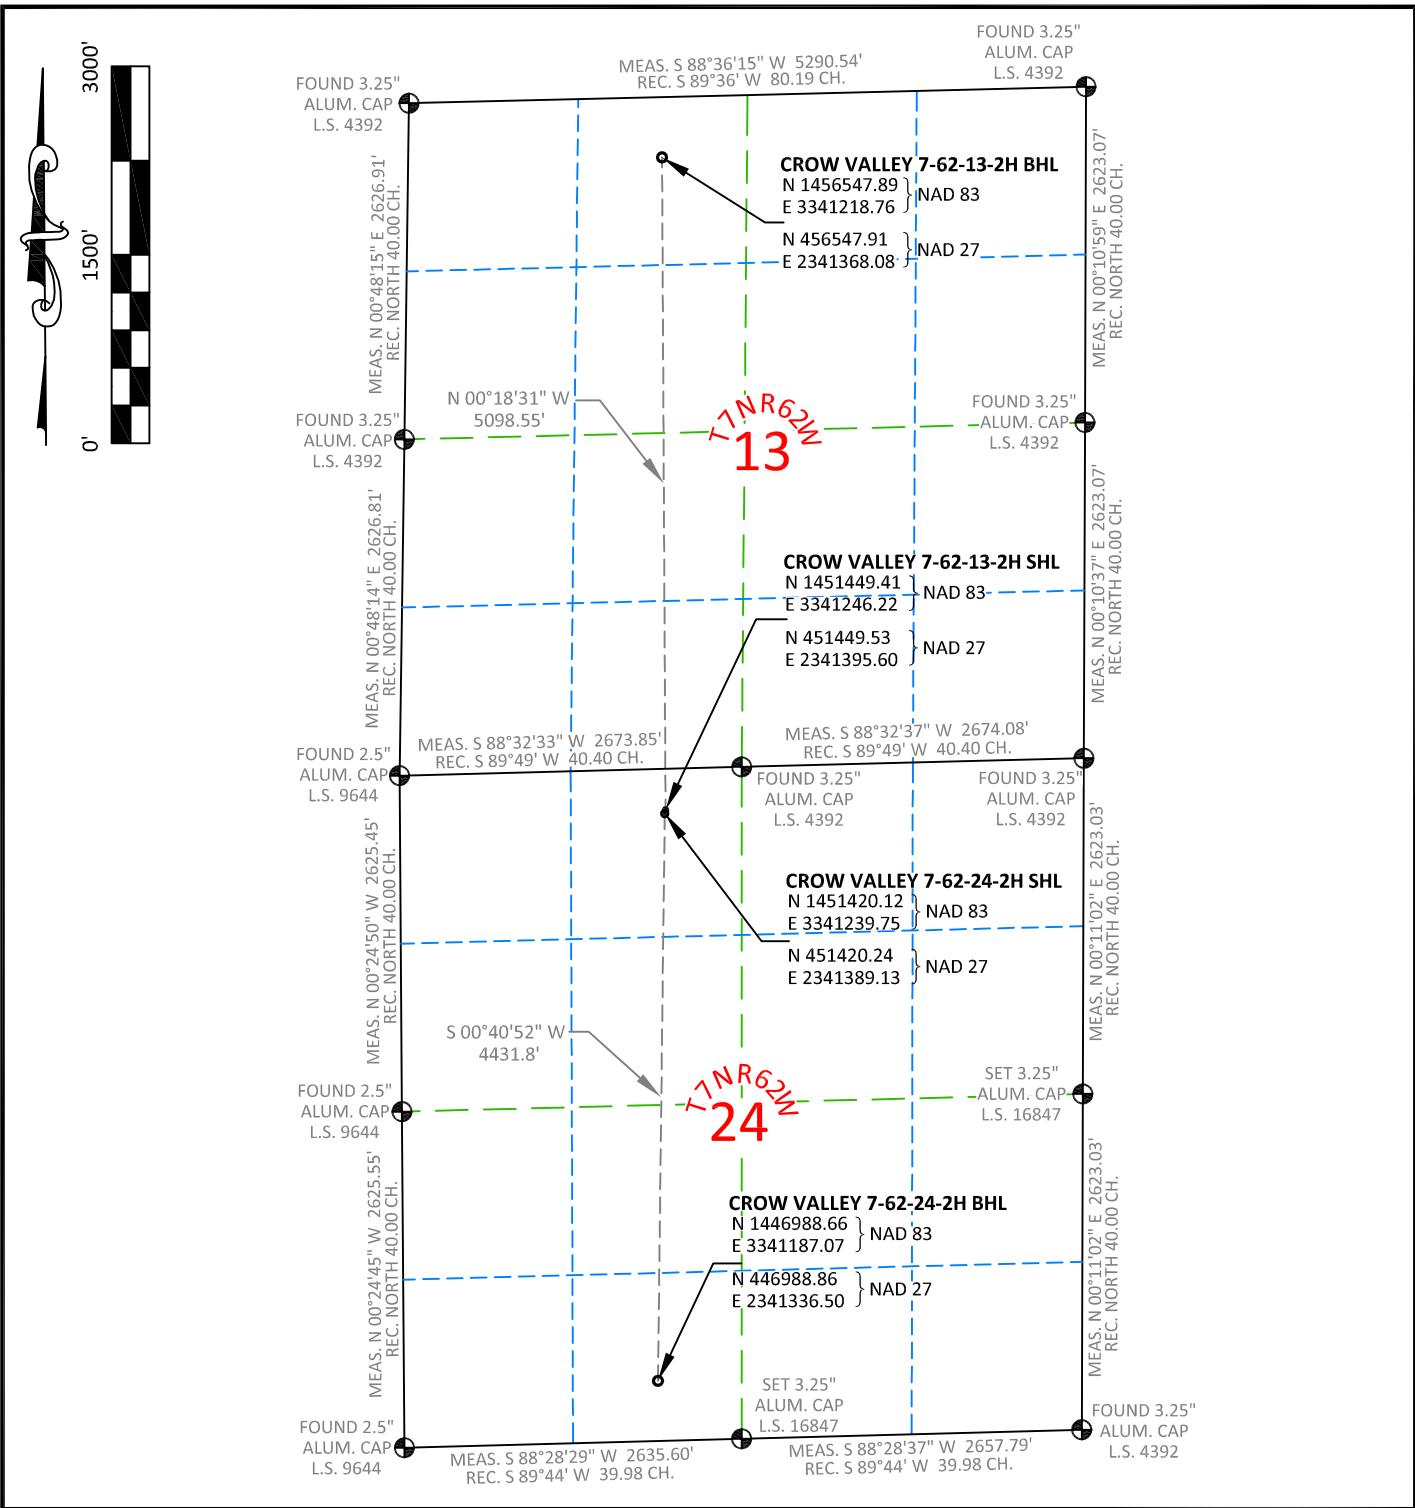 3000'
1500'
0'
FOUND 3.25"
ALUM. CAP
L.S. 4392
MEAS. S 88°36'15" W 5290.54'
REC. S 89°36' W 80.19 CH.
FOUND 3.25"
ALUM. CAP
L.S. 4392
MEAS. N 00°48'15" E 2626.91'
REC. NORTH 40.00 CH.
CROW VALLEY 7-62-13-2H BHL
N 1456547.89
E 3341218.76
NAD 83
N 456547.91
E 2341368.08
NAD 27
MEAS. N 00°10'59" E 2623.07'
REC. NORTH 40.00 CH.
N 00°18'31" W
5098.55'
FOUND 3.25"
ALUM. CAP
L.S. 4392
T7NR62W
13
FOUND 3.25"
ALUM. CAP
L.S. 4392
MEAS. N 00°48'14" E 2626.81'
REC. NORTH 40.00 CH.
CROW VALLEY 7-62-13-2H SHL
N 1451449.41
E 3341246.22
NAD 83
N 451449.53
E 2341395.60
NAD 27
MEAS. N 00°10'37" E 2623.07'
REC. NORTH 40.00 CH.
FOUND 2.5"
ALUM. CAP
L.S. 9644
MEAS. S 88°32'33" W 2673.85'
REC. S 89°49' W 40.40 CH.
MEAS. S 88°32'37" W 2674.08'
REC. S 89°49' W 40.40 CH.
FOUND 3.25"
ALUM. CAP
L.S. 4392
FOUND 3.25"
ALUM. CAP
L.S. 4392
MEAS. N 00°24'50" W 2625.45'
REC. NORTH 40.00 CH.
CROW VALLEY 7-62-24-2H SHL
N 1451420.12
E 3341239.75
NAD 83
N 451420.24
E 2341389.13
NAD 27
MEAS. N 00°11'02" E 2623.03'
REC. NORTH 40.00 CH.
S 00°40'52" W
4431.8'
FOUND 2.5"
ALUM. CAP
L.S. 9644
T7NR62W
24
SET 3.25"
ALUM. CAP
L.S. 16847
MEAS. N 00°24'45" W 2625.55'
REC. NORTH 40.00 CH.
CROW VALLEY 7-62-24-2H BHL
N 1446988.66
E 3341187.07
NAD 83
N 446988.86
E 2341336.50
NAD 27
MEAS. N 00°11'02" E 2623.03'
REC. NORTH 40.00 CH.
FOUND 2.5"
ALUM. CAP
L.S. 9644
MEAS. S 88°28'29" W 2635.60'
REC. S 89°44' W 39.98 CH.
SET 3.25"
ALUM. CAP
L.S. 16847
MEAS. S 88°28'37" W 2657.79'
REC. S 89°44' W 39.98 CH.
FOUND 3.25"
ALUM. CAP
L.S. 4392